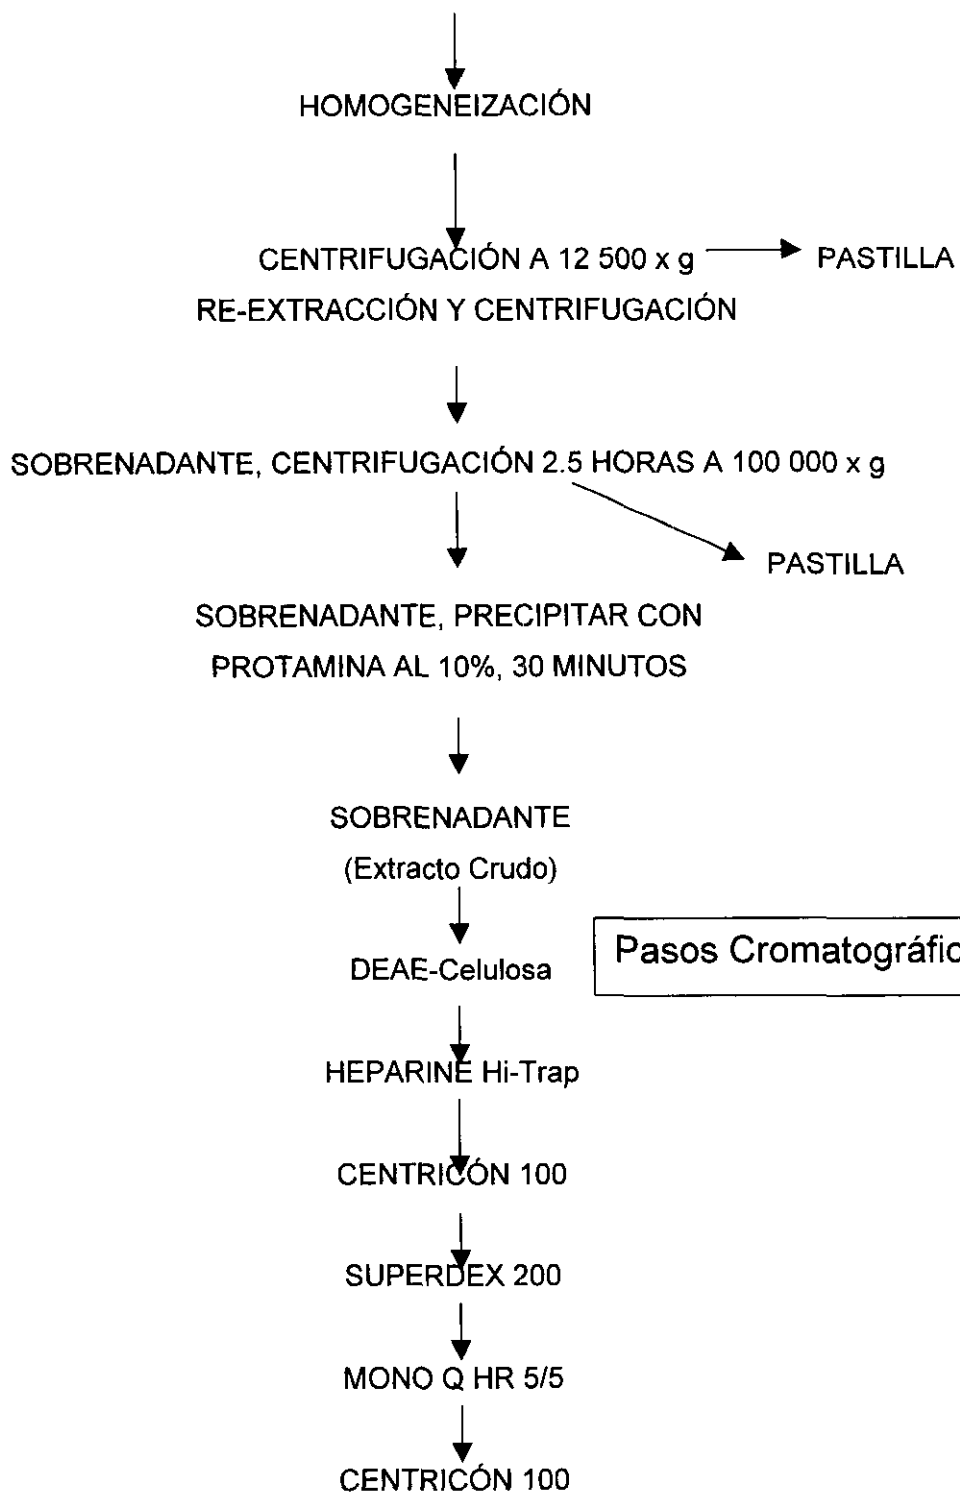 HOMOGENEIZACIÓN
CENTRIFUGACIÓN A 12 500 x g PASTILLA
RE-EXTRACCIÓN Y CENTRIFUGACIÓN
SOBRENADANTE, CENTRIFUGACIÓN 2.5 HORAS A 100 000 x g
PASTILLA
SOBRENADANTE, PRECIPITAR CON
PROTAMINA AL 10%, 30 MINUTOS
SOBRENADANTE
(Extracto Crudo)
Pasos Cromatográfic
DEAE-Celulosa
HEPARINE Hi-Trap
CENTRICÓN 100
SUPERDEX 200
MONO Q HR 5/5
CENTRICÓN 100